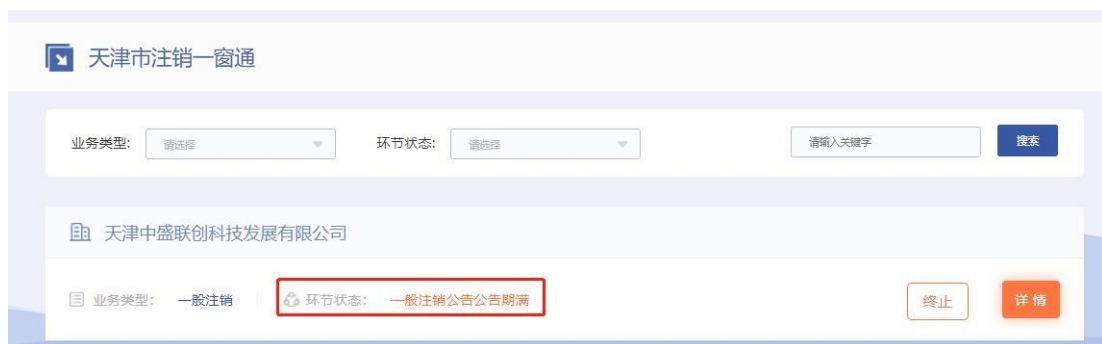 天津市注销一窗通
业务类型: 请选择 环节状态: 请选择 请输入关键字 搜索
天津中盛联创科技发展有限公司
业务类型: 一般注销 环节状态: 一般注销公告公告期满 终止 详情